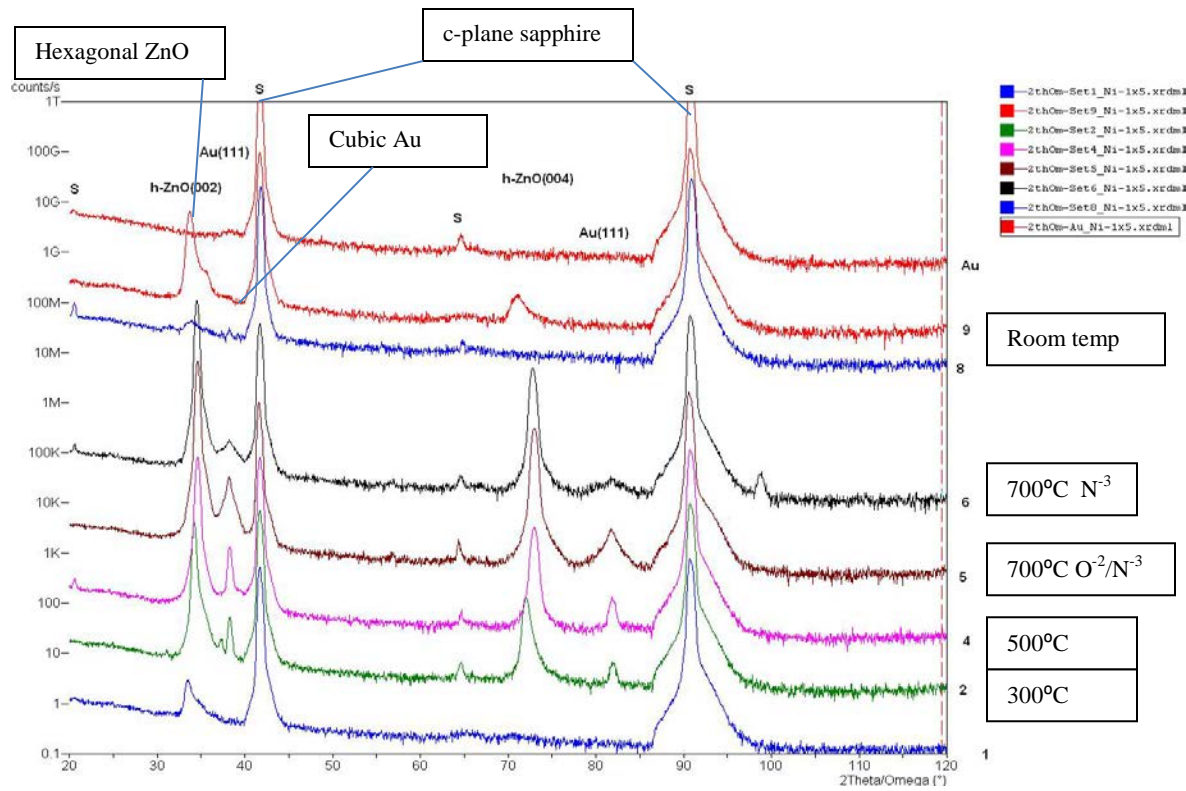 c-plane sapphire
Hexagonal ZnO
counts/s
S
S
Cubic Au
1T
100G
10G
1G
100M
10M
1M
100K
10K
1K
100
10
1
0.1
Au(111)
h-ZnO(002)
h-ZnO(004)
S
S
Au(111)
2thOm-Set1_Ni-1x5.xrdml
2thOm-Set9_Ni-1x5.xrdml
2thOm-Set2_Ni-1x5.xrdml
2thOm-Set4_Ni-1x5.xrdml
2thOm-Set5_Ni-1x5.xrdml
2thOm-Set6_Ni-1x5.xrdml
2thOm-Set8_Ni-1x5.xrdml
2thOm-Au_Ni-1x5.xrdml
Au
9
8
6
5
4
2
1
Room temp
700°C N⁻³
700°C O⁻²/N⁻³
500°C
300°C
20 30 40 50 60 70 80 90 100 110 120
2Theta/Omega (°)